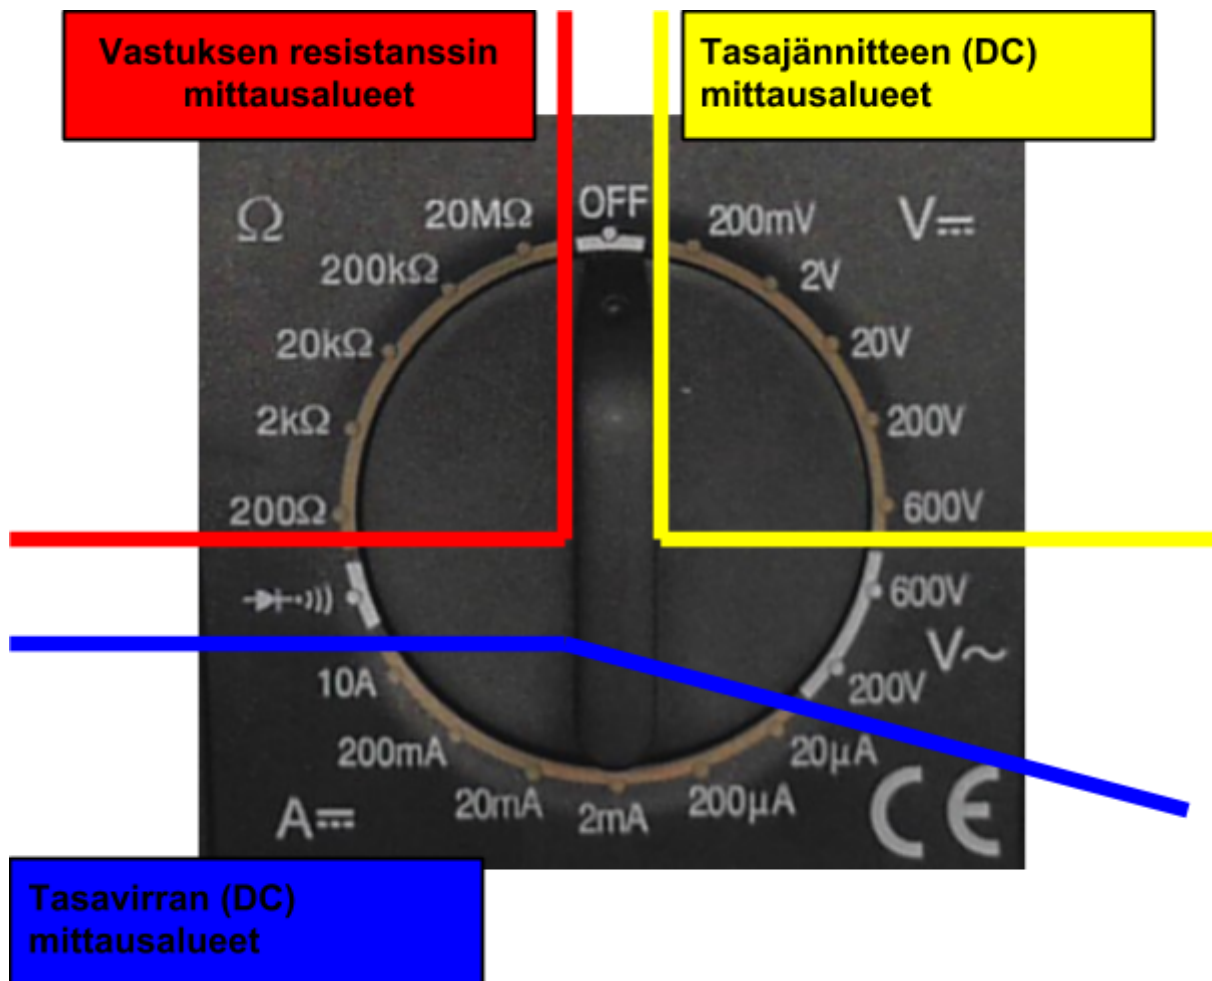 Vastuksen resistanssin
mittausalueet
Tasajännitteen (DC)
mittausalueet
OFF
20MΩ
200mV
Ω
V⎓
200kΩ
2V
20kΩ
20V
2kΩ
200V
200Ω
600V
600V
V~
10A
200V
200mA
20µA
20mA
2mA
200µA
A⎓
CE
Tasavirran (DC)
mittausalueet